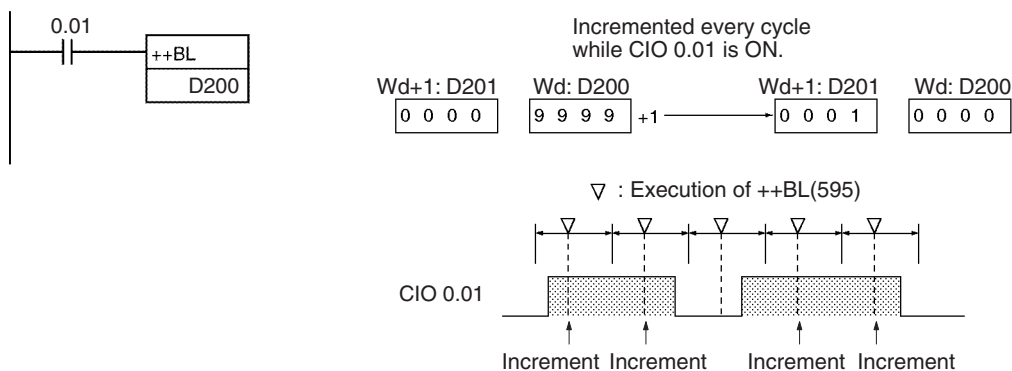 0.01
++BL
D200
Incremented every cycle
while CIO 0.01 is ON.
Wd+1: D201 Wd: D200 Wd+1: D201 Wd: D200
0 0 0 0 9 9 9 9 +1 0 0 0 1 0 0 0 0
▽ : Execution of ++BL(595)
CIO 0.01
Increment Increment Increment Increment